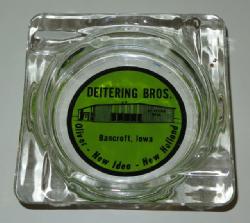 DEITERING BROS.
Bancroft, Iowa
Oliver - New Idea - New Holland